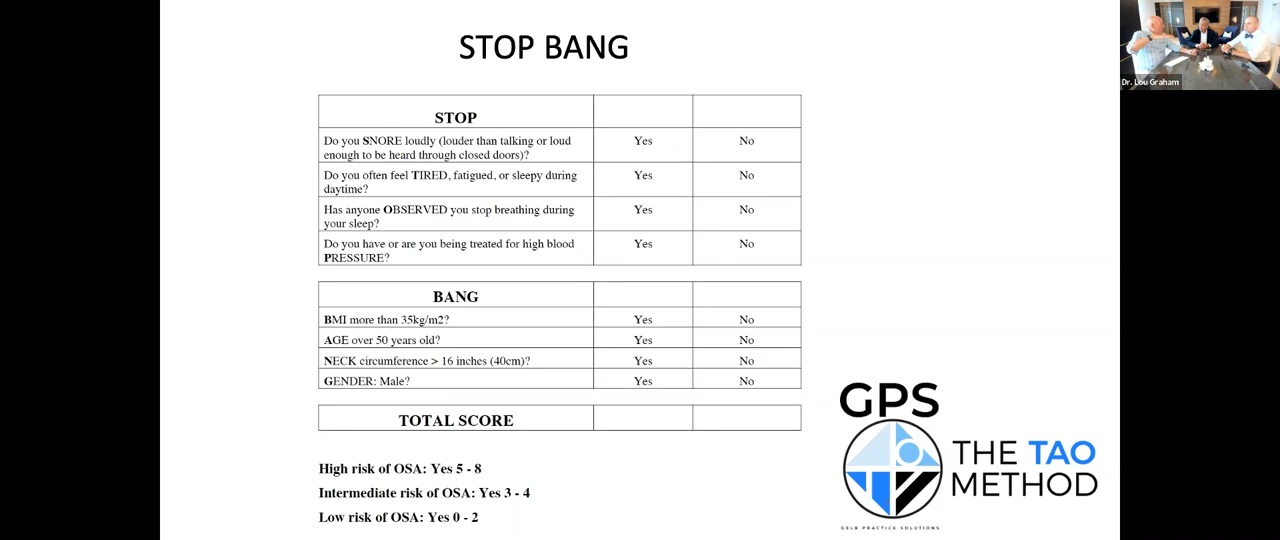 STOP BANG
Dr. Lou Graham
STOP
Do you SNORE loudly (louder than talking or loud
enough to be heard through closed doors)?
Yes
No
Do you often feel TIRED, fatigued, or sleepy during
daytime?
Yes
No
Has anyone OBSERVED you stop breathing during
your sleep?
Yes
No
Do you have or are you being treated for high blood
PRESSURE?
Yes
No
BANG
BMI more than 35kg/m2?
Yes
No
AGE over 50 years old?
Yes
No
NECK circumference > 16 inches (40cm)?
Yes
No
GENDER: Male?
Yes
No
TOTAL SCORE
High risk of OSA: Yes 5 - 8
Intermediate risk of OSA: Yes 3 - 4
Low risk of OSA: Yes 0 - 2
GPS
THE TAO
METHOD
GELB PRACTICE SOLUTIONS